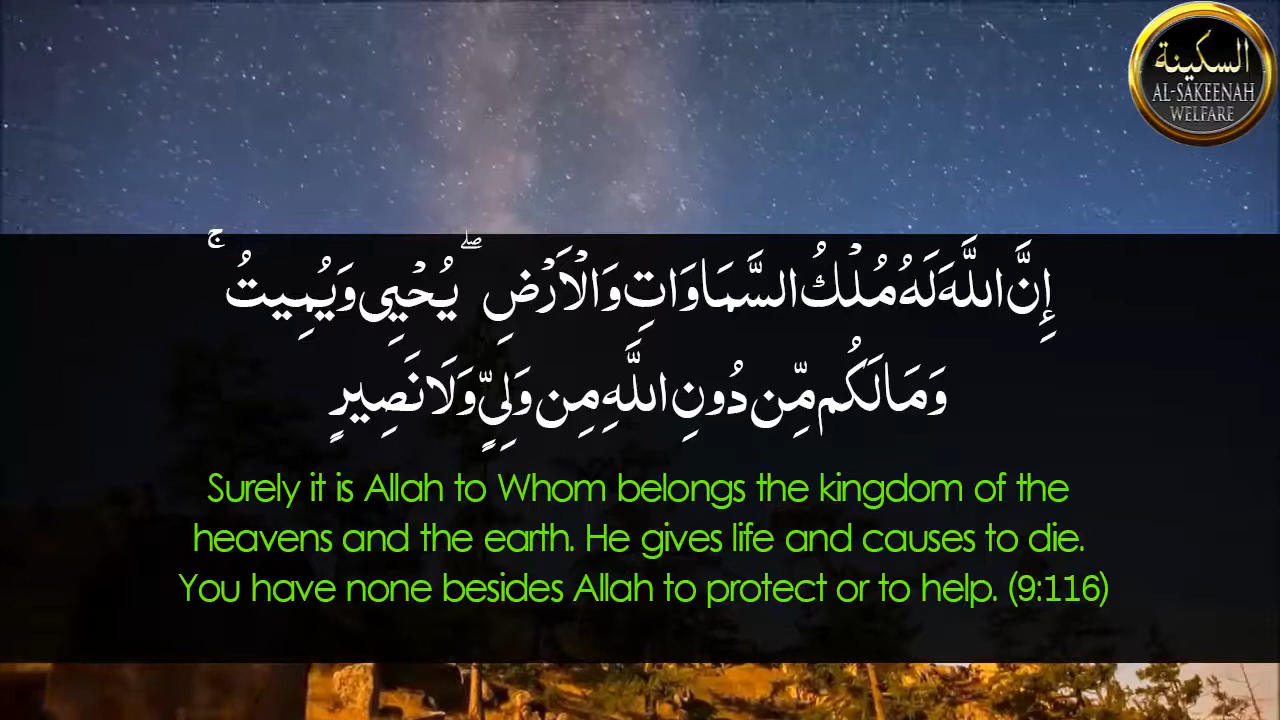 السكينة
AL-SAKEENAH
WELFARE
إِنَّ اللَّهَ لَهُ مُلْكُ السَّمَاوَاتِ وَالْأَرْضِ ۖ يُحْيِي وَيُمِيتُ ۚ
وَمَا لَكُم مِّن دُونِ اللَّهِ مِن وَلِيٍّ وَلَا نَصِيرٍ
Surely it is Allah to Whom belongs the kingdom of the
heavens and the earth. He gives life and causes to die.
You have none besides Allah to protect or to help. (9:116)